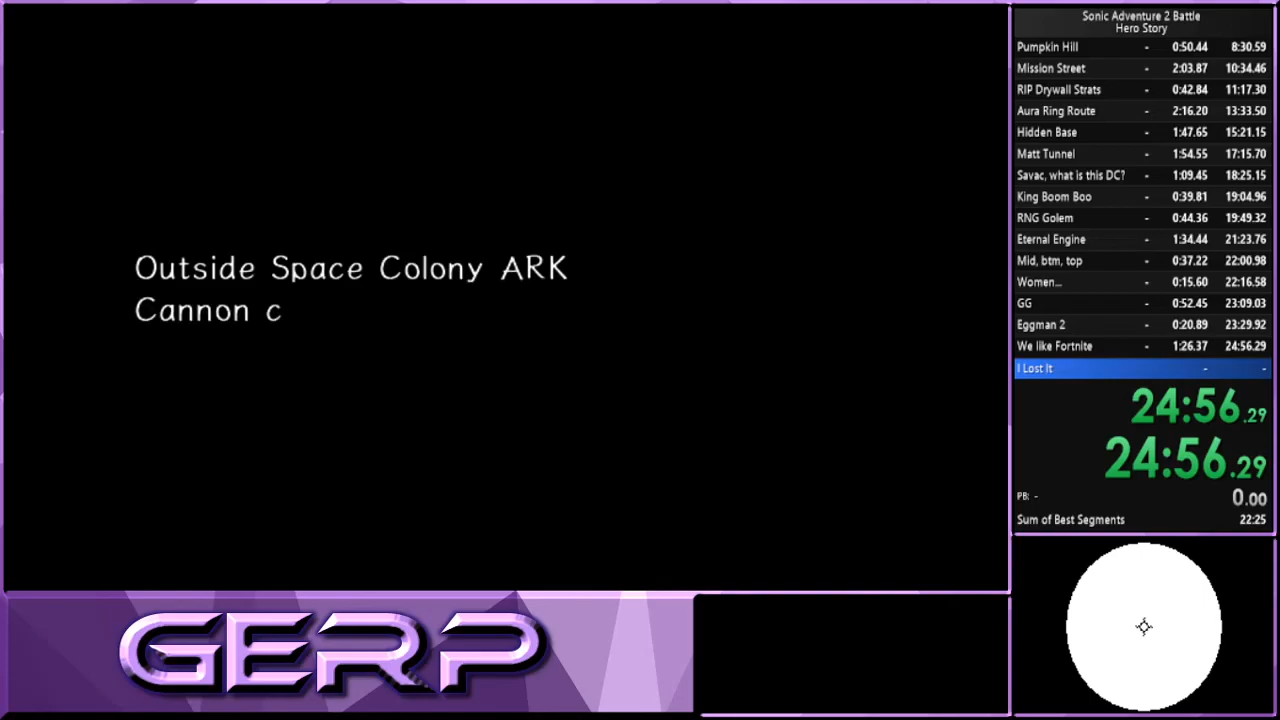 Outside Space Colony ARK
Cannon c
GERP
Sonic Adventure 2 Battle
Hero Story
Pumpkin Hill - 0:50.44 8:30.59
Mission Street - 2:03.87 10:34.46
RIP Drywall Strats - 0:42.84 11:17.30
Aura Ring Route - 2:16.20 13:33.50
Hidden Base - 1:47.65 15:21.15
Matt Tunnel - 1:54.55 17:15.70
Savac, what is this DC? - 1:09.45 18:25.15
King Boom Boo - 0:39.81 19:04.96
RNG Golem - 0:44.36 19:49.32
Eternal Engine - 1:34.44 21:23.76
Mid, btm, top - 0:37.22 22:00.98
Women... - 0:15.60 22:16.58
GG - 0:52.45 23:09.03
Eggman 2 - 0:20.89 23:29.92
We like Fortnite - 1:26.37 24:56.29
I Lost It - -
24:56.29
24:56.29
PB: - 0.00
Sum of Best Segments 22:25